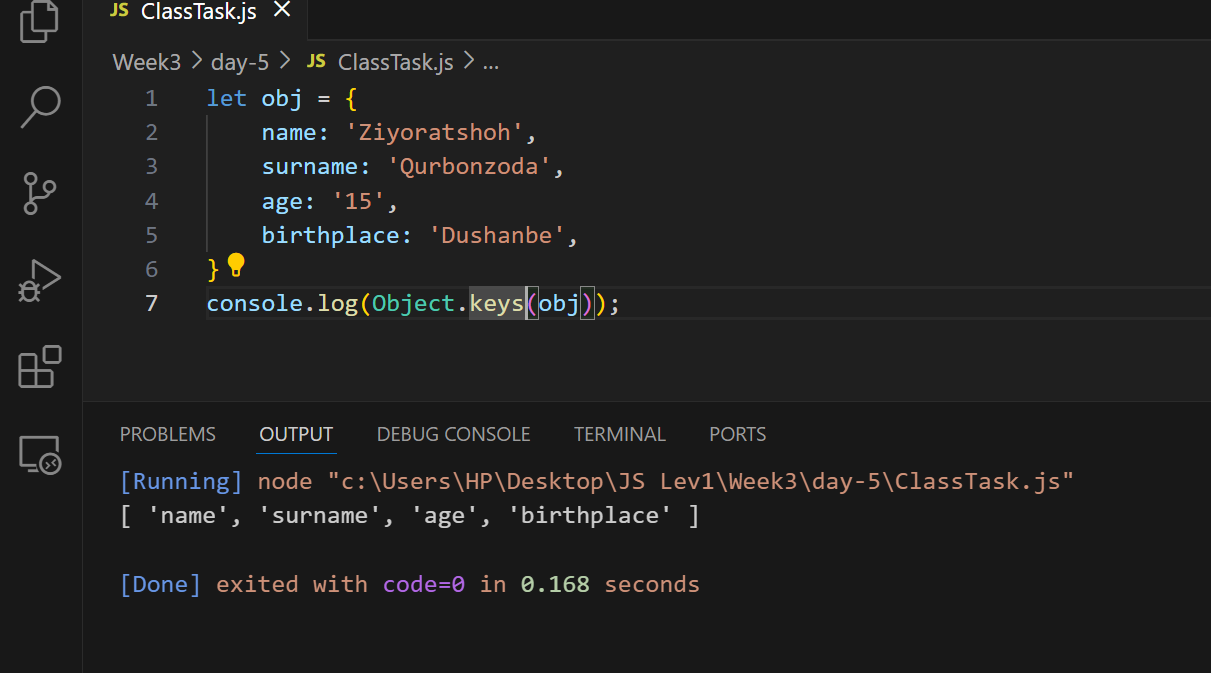 JS ClassTask.js ×
Week3 > day-5 > JS ClassTask.js > ...
1 let obj = {
2 name: 'Ziyoratshoh',
3 surname: 'Qurbonzoda',
4 age: '15',
5 birthplace: 'Dushanbe',
6 }
7 console.log(Object.keys(obj));
PROBLEMS OUTPUT DEBUG CONSOLE TERMINAL PORTS
[Running] node "c:\Users\HP\Desktop\JS Lev1\Week3\day-5\ClassTask.js"
[ 'name', 'surname', 'age', 'birthplace' ]
[Done] exited with code=0 in 0.168 seconds